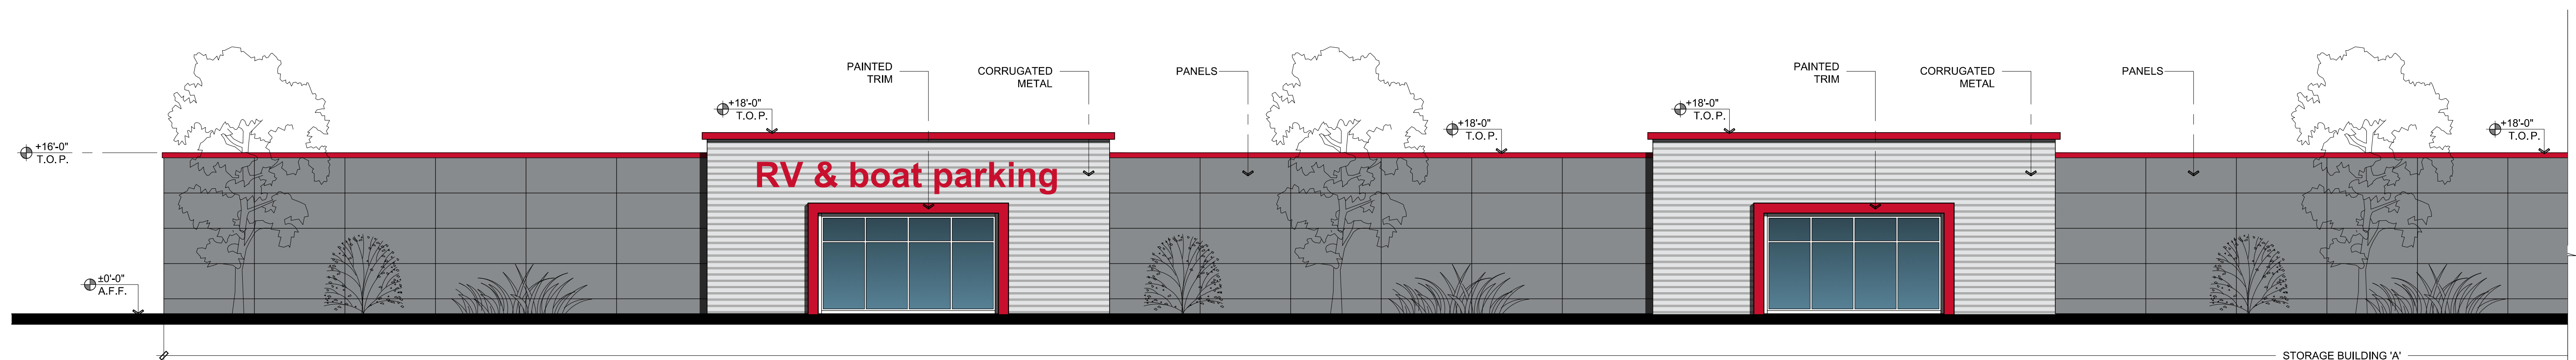 PAINTED
TRIM
CORRUGATED
METAL
PANELS
PAINTED
TRIM
CORRUGATED
METAL
PANELS
+18'-0"
T.O.P.
+18'-0"
T.O.P.
+18'-0"
T.O.P.
+18'-0"
T.O.P.
+16'-0"
T.O.P.
RV & boat parking
±0'-0"
A.F.F.
STORAGE BUILDING 'A'